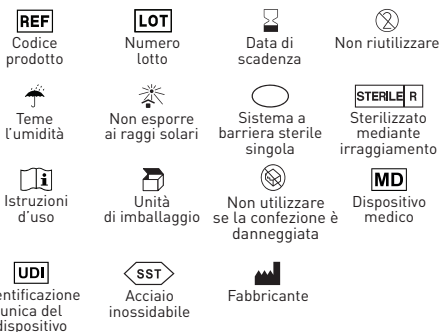 REF
Codice
prodotto
LOT
Numero
lotto
Data di
scadenza
2
Non riutilizzare
Teme
l'umidità
Non esporre
ai raggi solari
Sistema a
barriera sterile
singola
STERILE R
Sterilizzato
mediante
irraggiamento
i
Istruzioni
d'uso
Unità
di imballaggio
Non utilizzare
se la confezione è
danneggiata
MD
Dispositivo
medico
UDI
entificazione
unica del
dispositivo
SST
Acciaio
inossidabile
Fabbricante